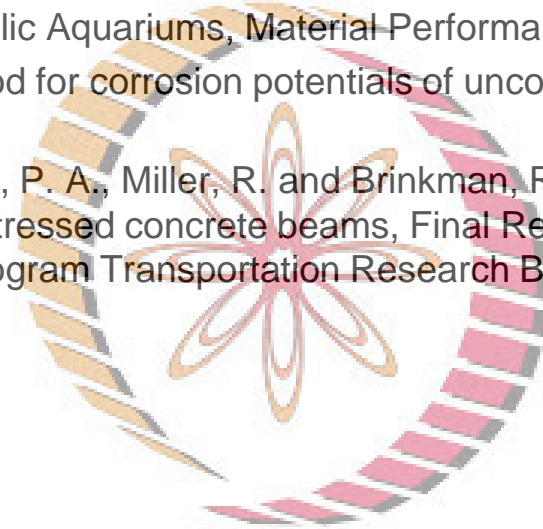 lic Aquariums, Material Performa
od for corrosion potentials of unco
, P. A., Miller, R. and Brinkman, R
tressed concrete beams, Final Re
ogram Transportation Research B